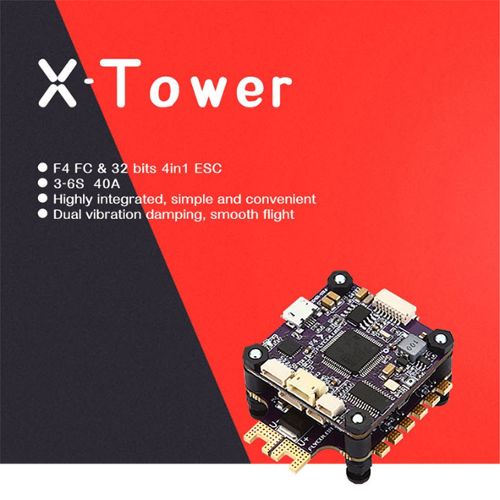 X-Tower
F4 FC & 32 bits 4in1 ESC
3-6S 40A
Highly integrated, simple and convenient
Dual vibration damping, smooth flight
100
V+